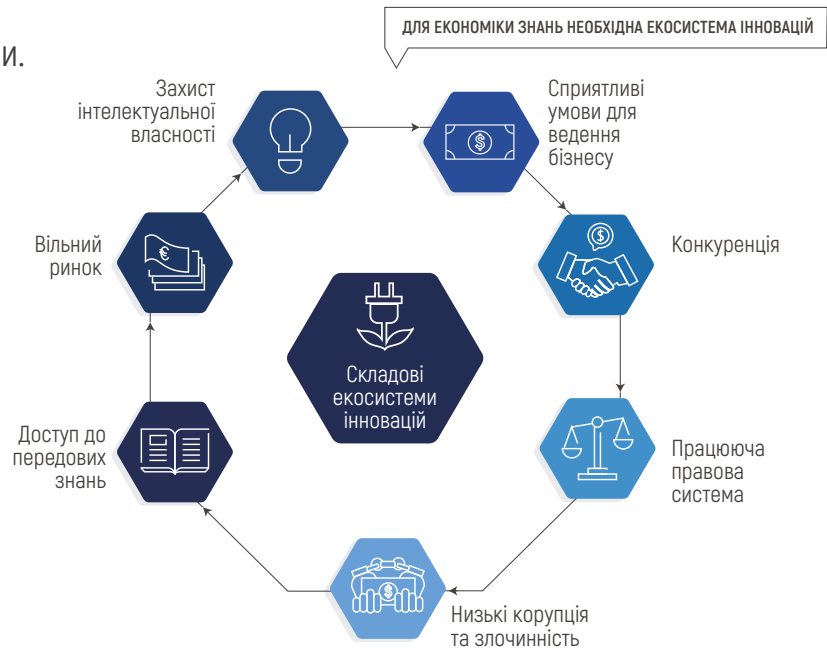 ДЛЯ ЕКОНОМІКИ ЗНАНЬ НЕОБХІДНА ЕКОСИСТЕМА ІННОВАЦІЙ
И.
Захист
інтелектуальної
власності
Сприятливі
умови для
ведення
бізнесу
Вільний
ринок
Конкуренція
Складові
екосистеми
інновацій
Доступ до
передових
знань
Працююча
правова
система
Низькі корупція
та злочинність